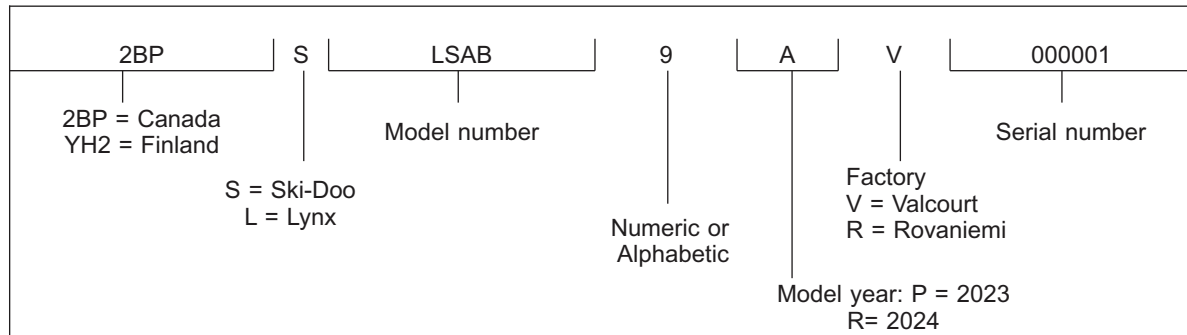 2BP S LSAB 9 A V 000001
2BP = Canada
YH2 = Finland
Model number
Serial number
S = Ski-Doo
L = Lynx
Factory
V = Valcourt
R = Rovaniemi
Numeric or
Alphabetic
Model year: P = 2023
R= 2024